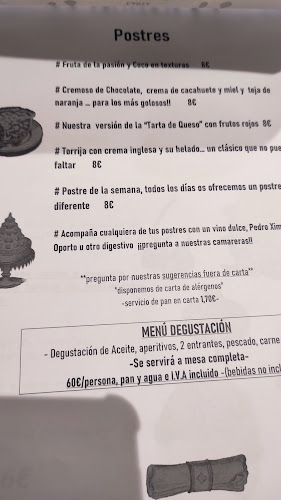 Postres
# Fruta de la pasión y Coco en texturas 8€
# Cremoso de Chocolate, crema de cacahuete y miel y teja de
naranja ... para los más golosos!! 8€
# Nuestra versión de la "Tarta de Queso" con frutos rojos 8€
# Torrija con crema inglesa y su helado... un clásico que no pue
faltar 8€
# Postre de la semana, todos los días os ofrecemos un postre
diferente 8€
# Acompaña cualquiera de tus postres con un vino dulce, Pedro Xim
Oporto u otro digestivo ¡¡pregunta a nuestras camareras!!
**pregunta por nuestras sugerencias fuera de carta**
*disponemos de carta de alérgenos*
-servicio de pan en carta 1,70€-
MENÚ DEGUSTACIÓN
- Degustación de Aceite, aperitivos, 2 entrantes, pescado, carne
-Se servirá a mesa completa-
60€/persona, pan y agua e I.V.A incluido -(bebidas no incl